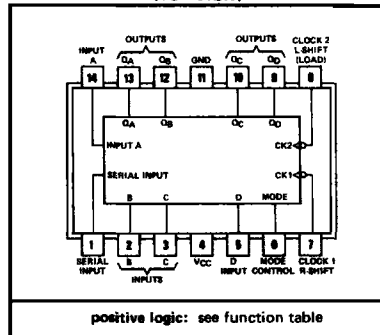 INPUT A
OUTPUTS
QA QB
GND
OUTPUTS
QC QD
CLOCK 2
L-SHIFT
(LOAD)
14 13 12 11 10 9 8
QA QB QC QD
INPUT A
CK2
SERIAL INPUT
CK1
B C D MODE
1 2 3 4 5 6 7
SERIAL INPUT
B C
INPUTS
VCC
D INPUT
MODE CONTROL
CLOCK 1
R-SHIFT
positive logic: see function table